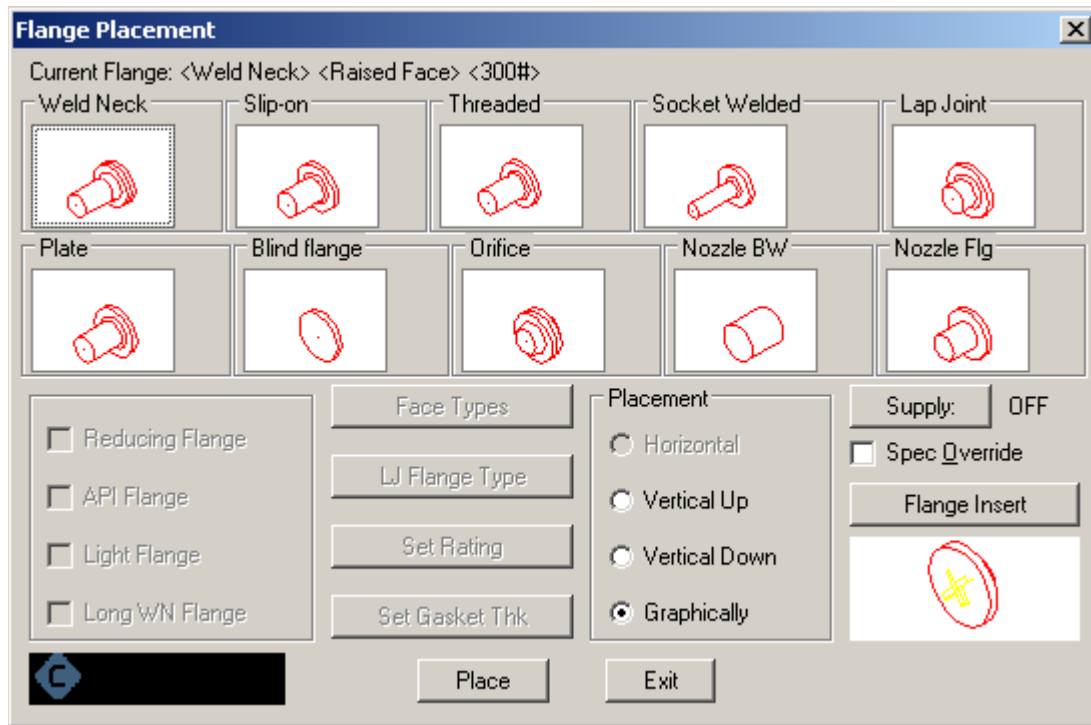 Flange Placement
Current Flange: <Weld Neck> <Raised Face> <300#>
Weld Neck Slip-on Threaded Socket Welded Lap Joint
Plate Blind flange Orifice Nozzle BW Nozzle Flg
Reducing Flange
API Flange
Light Flange
Long WN Flange
Face Types
LJ Flange Type
Set Rating
Set Gasket Thk
Placement
Horizontal
Vertical Up
Vertical Down
Graphically
Supply: OFF
Spec Override
Flange Insert
C
Place Exit